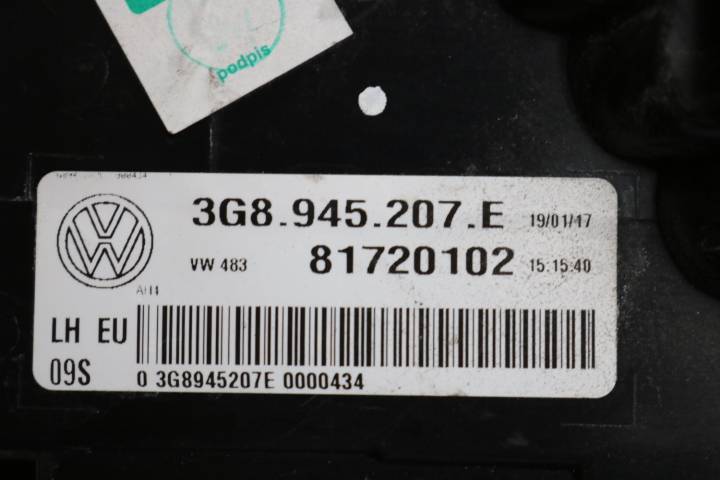 podpis
3G8.945.207.E 19/01/17
VW 483 81720102 15:15:40
LH EU
09S
0 3G8945207E 0000434